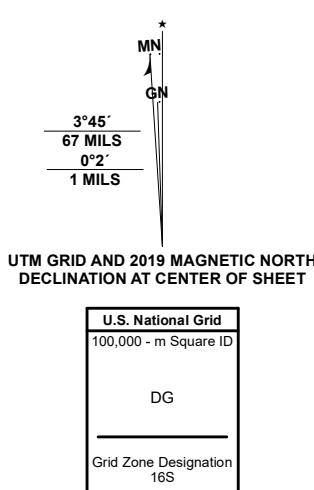 MN
GN
3°45´
67 MILS
0°2´
1 MILS
UTM GRID AND 2019 MAGNETIC NORTH
DECLINATION AT CENTER OF SHEET
U.S. National Grid
100,000 - m Square ID
DG
Grid Zone Designation
16S